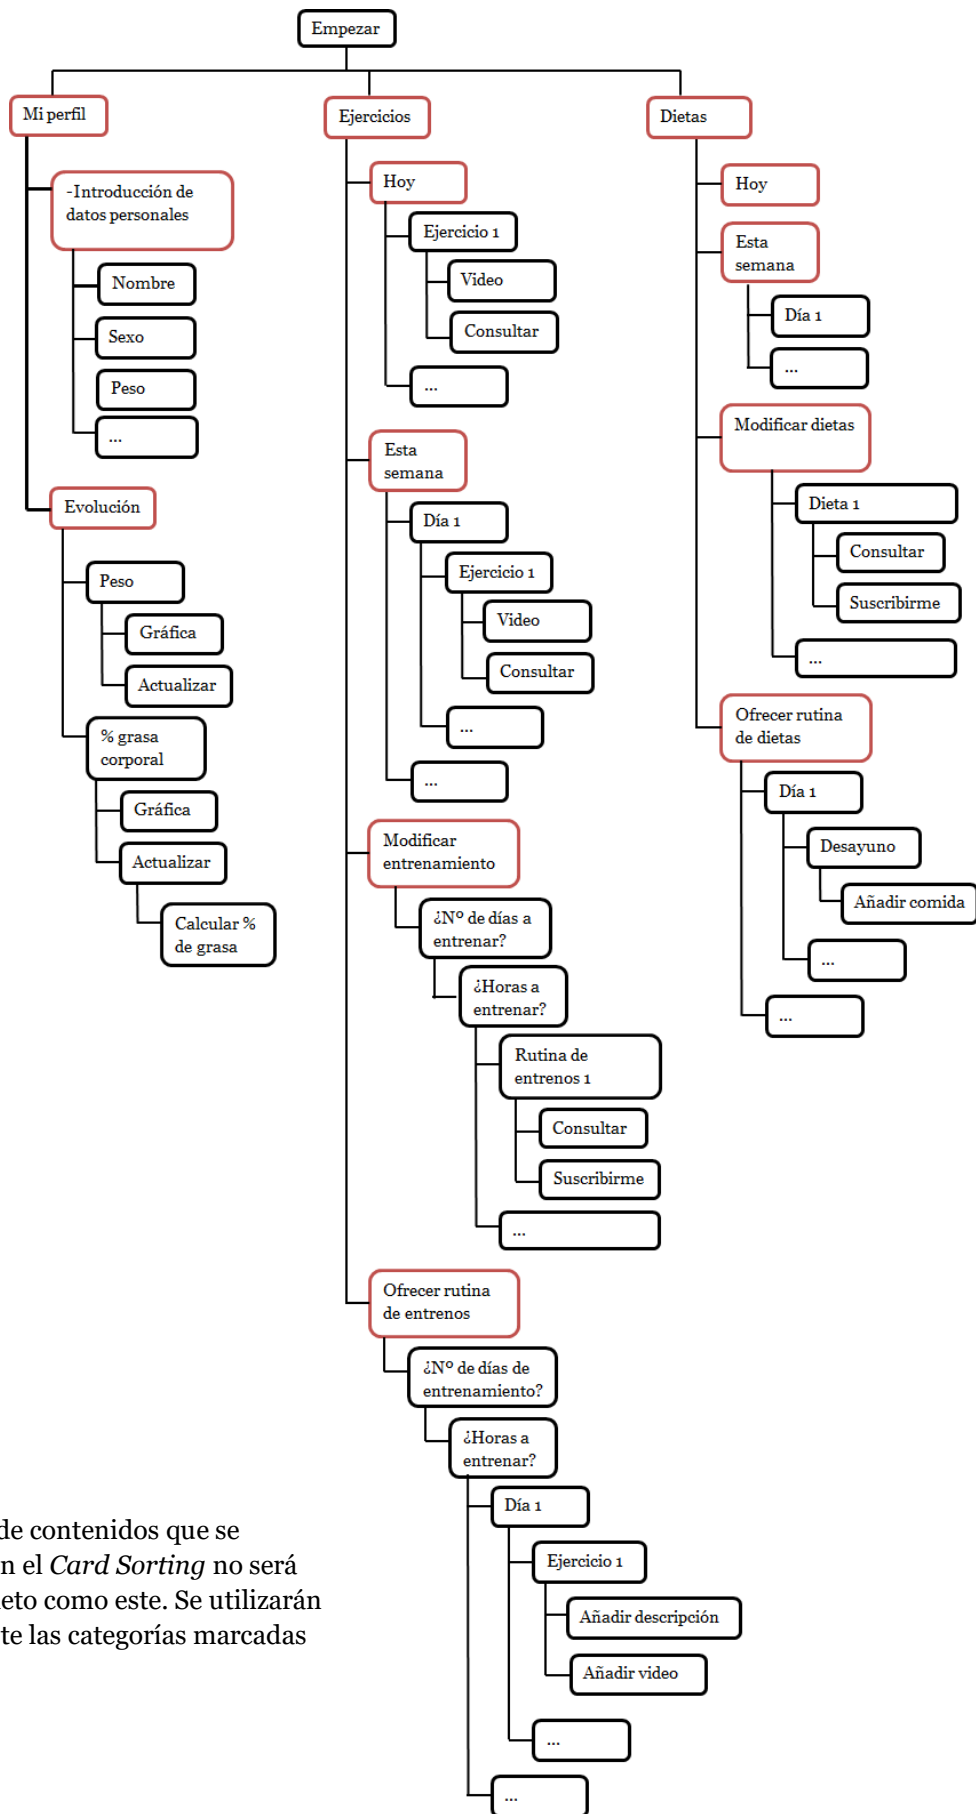 Empezar
Mi perfil
-Introducción de
datos personales
Nombre
Sexo
Peso
...
Evolución
Peso
Gráfica
Actualizar
% grasa
corporal
Gráfica
Actualizar
Calcular %
de grasa
Ejercicios
Hoy
Ejercicio 1
Video
Consultar
...
Esta
semana
Día 1
Ejercicio 1
Video
Consultar
...
...
Modificar
entrenamiento
¿Nº de días a
entrenar?
¿Horas a
entrenar?
Rutina de
entrenos 1
Consultar
Suscribirme
...
Ofrecer rutina
de entrenos
¿Nº de días de
entrenamiento?
¿Horas a
entrenar?
Día 1
Ejercicio 1
Añadir descripción
Añadir video
...
...
Dietas
Hoy
Esta
semana
Día 1
...
Modificar dietas
Dieta 1
Consultar
Suscribirme
...
Ofrecer rutina
de dietas
Día 1
Desayuno
Añadir comida
...
...
de contenidos que se
n el Card Sorting no será
eto como este. Se utilizarán
te las categorías marcadas